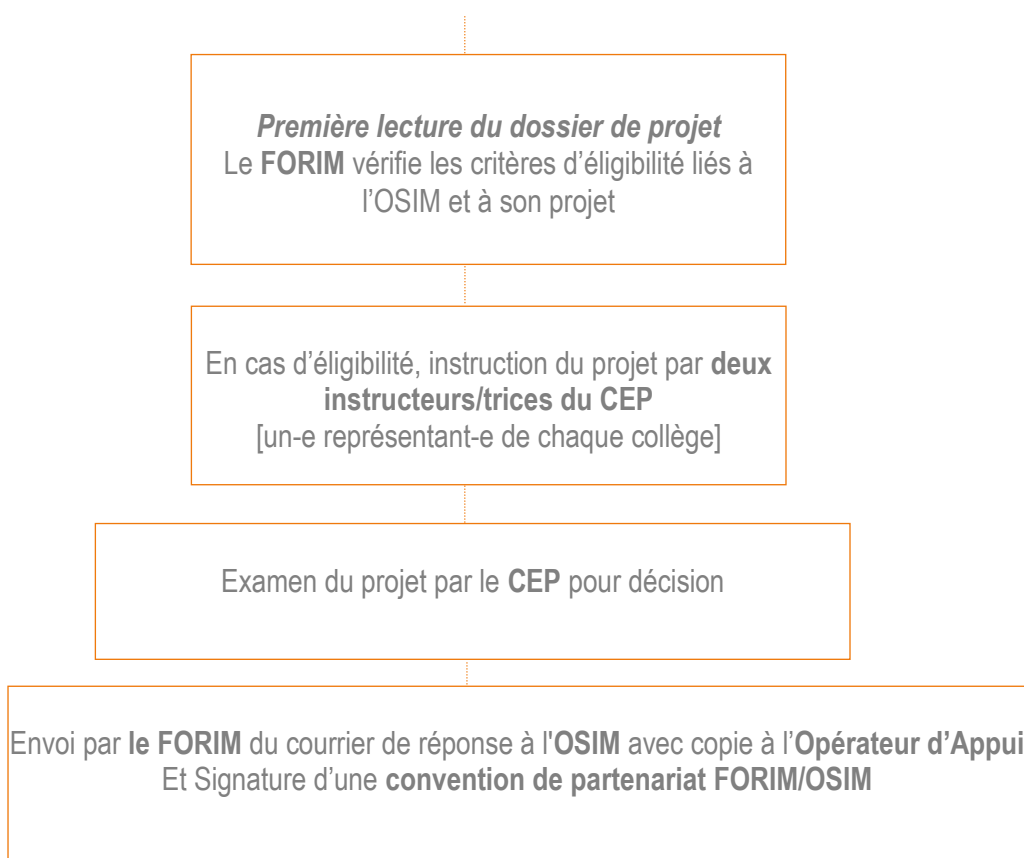 Première lecture du dossier de projet
Le FORIM vérifie les critères d’éligibilité liés à
l’OSIM et à son projet
En cas d’éligibilité, instruction du projet par deux
instructeurs/trices du CEP
[un-e représentant-e de chaque collège]
Examen du projet par le CEP pour décision
Envoi par le FORIM du courrier de réponse à l'OSIM avec copie à l’Opérateur d’Appui
Et Signature d’une convention de partenariat FORIM/OSIM